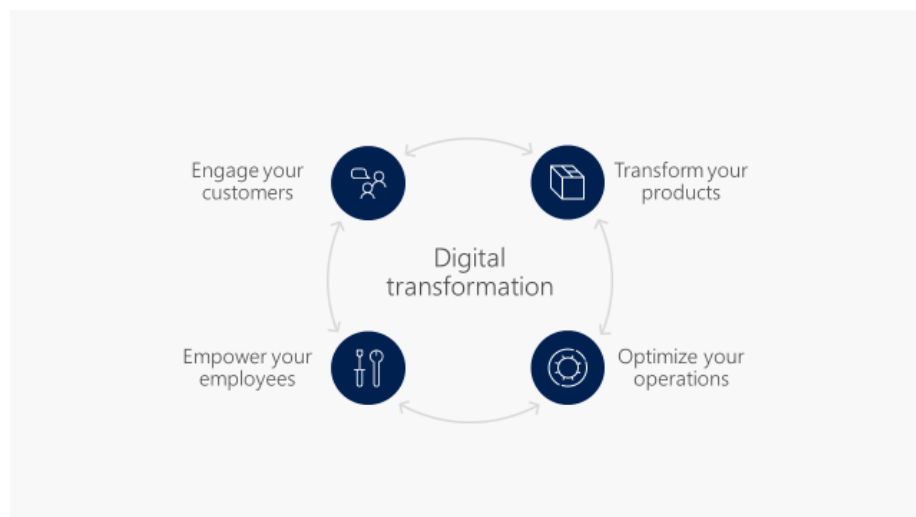 Engage your
customers
Transform your
products
Digital
transformation
Empower your
employees
Optimize your
operations